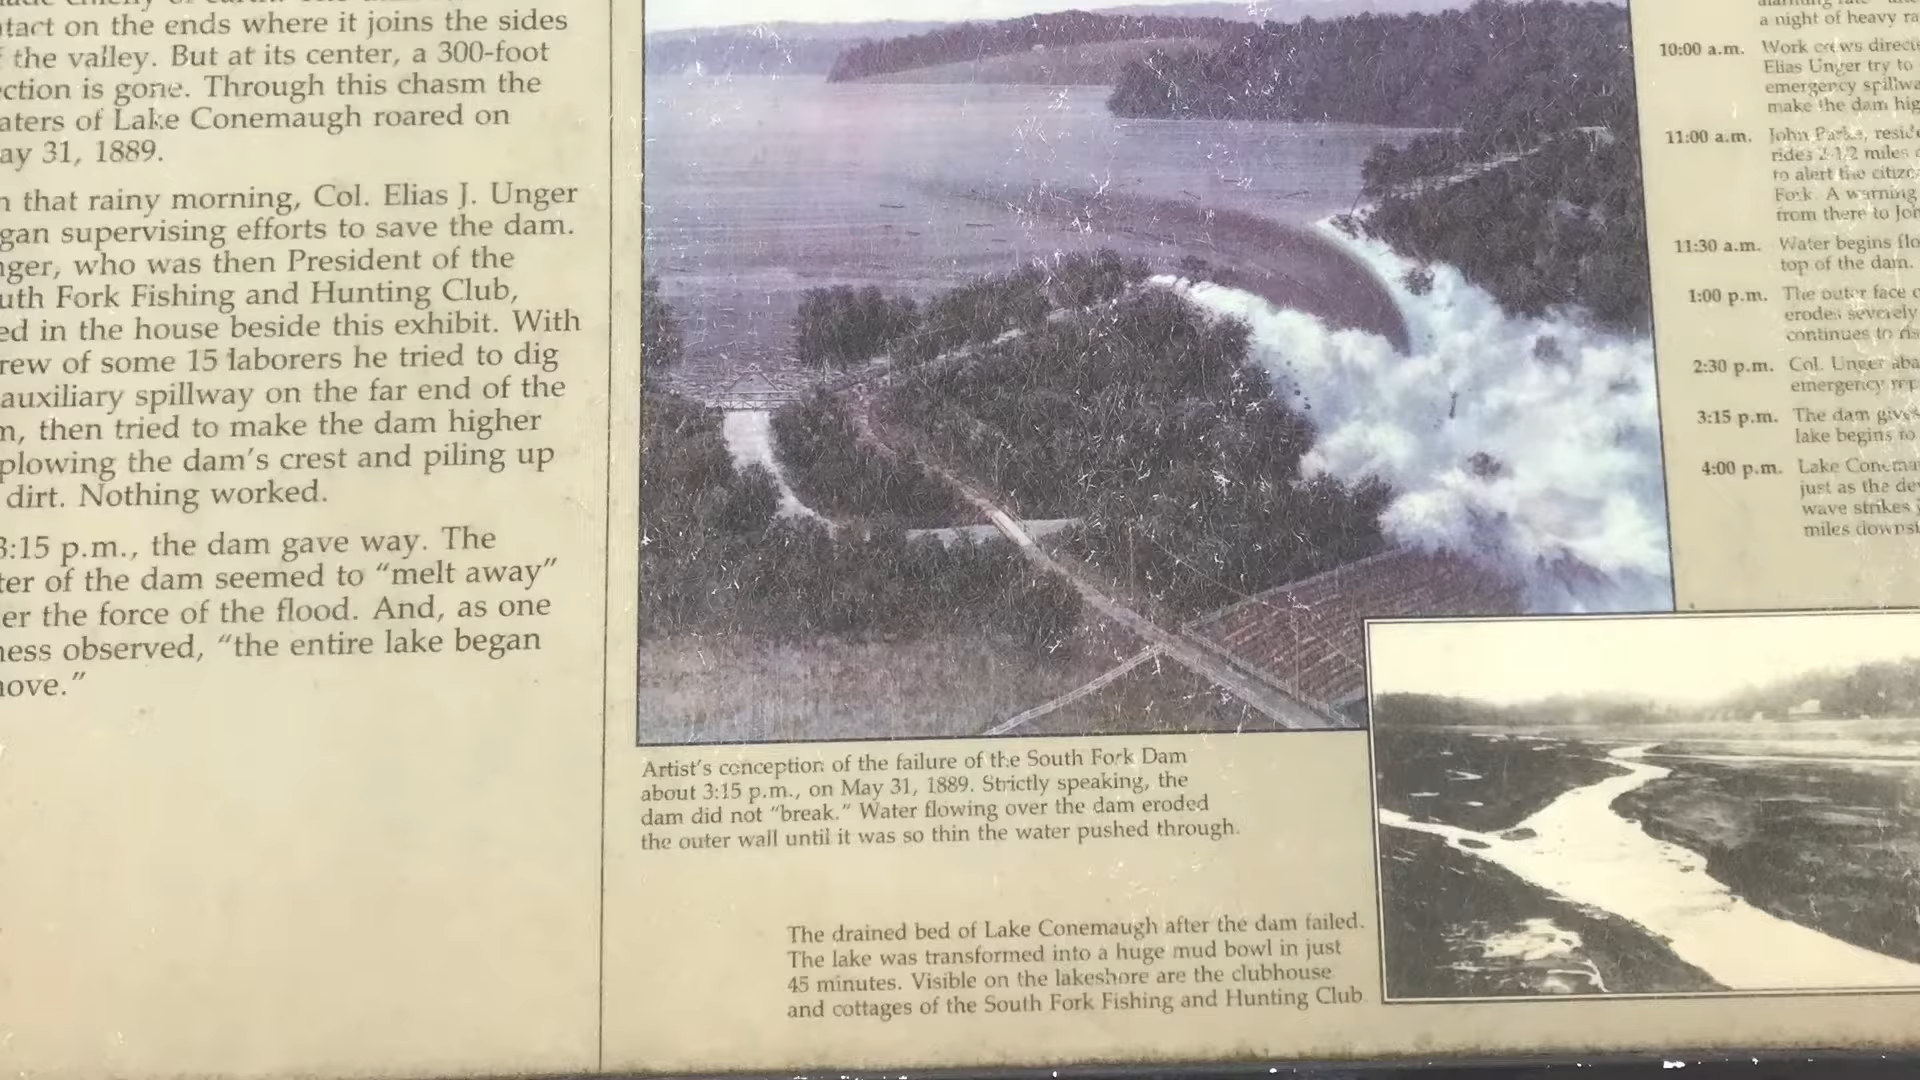 tact on the ends where it joins the sides
the valley. But at its center, a 300-foot
ction is gone. Through this chasm the
aters of Lake Conemaugh roared on
ay 31, 1889.
n that rainy morning, Col. Elias J. Unger
gan supervising efforts to save the dam.
nger, who was then President of the
uth Fork Fishing and Hunting Club,
ed in the house beside this exhibit. With
rew of some 15 laborers he tried to dig
auxiliary spillway on the far end of the
m, then tried to make the dam higher
plowing the dam's crest and piling up
dirt. Nothing worked.
3:15 p.m., the dam gave way. The
ter of the dam seemed to "melt away"
er the force of the flood. And, as one
ness observed, "the entire lake began
ove."
Artist's conception of the failure of the South Fork Dam
about 3:15 p.m., on May 31, 1889. Strictly speaking, the
dam did not "break." Water flowing over the dam eroded
the outer wall until it was so thin the water pushed through.
The drained bed of Lake Conemaugh after the dam failed.
The lake was transformed into a huge mud bowl in just
45 minutes. Visible on the lakeshore are the clubhouse
and cottages of the South Fork Fishing and Hunting Club
a night of heavy ra
10:00 a.m. Work crews direct
Elias Unger try to
emergency spillwa
make the dam hig
11:00 a.m. John Parke, resid
rides 2-1/2 miles
to alert the citize
Fork. A warning
from there to Joh
11:30 a.m. Water begins flo
top of the dam.
1:00 p.m. The outer face
erodes severely
continues to ris
2:30 p.m. Col. Unger aba
emergency rep
3:15 p.m. The dam gives
lake begins to
4:00 p.m. Lake Conema
just as the de
wave strikes
miles downst